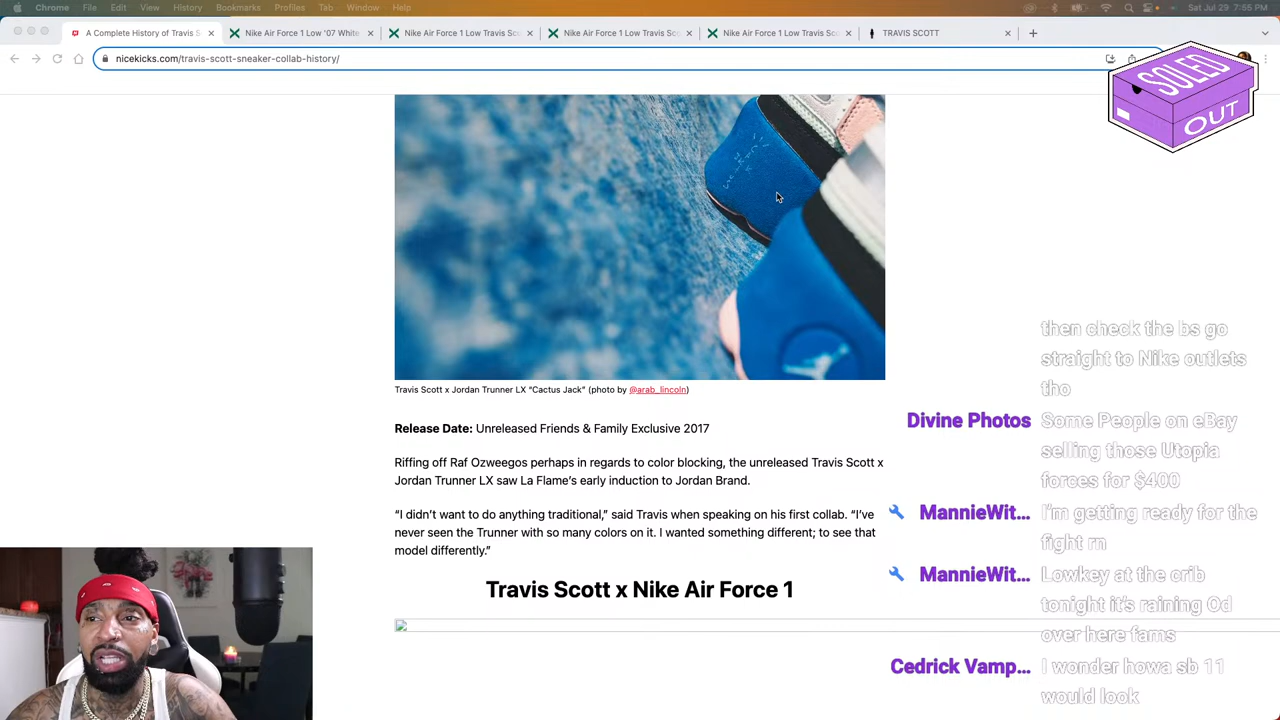 Chrome File Edit View History Bookmarks Profiles Tab Window Help
Sat Jul 29 7:55 PM
A Complete History of Travis S
Nike Air Force 1 Low '07 White
Nike Air Force 1 Low Travis Sco
Nike Air Force 1 Low Travis Sco
Nike Air Force 1 Low Travis Sco
TRAVIS SCOTT
nicekicks.com/travis-scott-sneaker-collab-history/
SOLED
OUT
Travis Scott x Jordan Trunner LX “Cactus Jack” (photo by @arab_lincoln)
Release Date: Unreleased Friends & Family Exclusive 2017
Riffing off Raf Ozweegos perhaps in regards to color blocking, the unreleased Travis Scott x
Jordan Trunner LX saw La Flame’s early induction to Jordan Brand.
“I didn’t want to do anything traditional,” said Travis when speaking on his first collab. “I’ve
never seen the Trunner with so many colors on it. I wanted something different; to see that
model differently.”
Travis Scott x Nike Air Force 1
then check the bs go
straight to Nike outlets
tho
Divine Photos Some People on eBay
selling those Utopia
forces for $400
MannieWit... I’m getting ready for the
fight rn
MannieWit... Lowkey at the crib
tonight it’s raining Od
over here fams
Cedrick Vamp... I wonder howa sb 11
would look